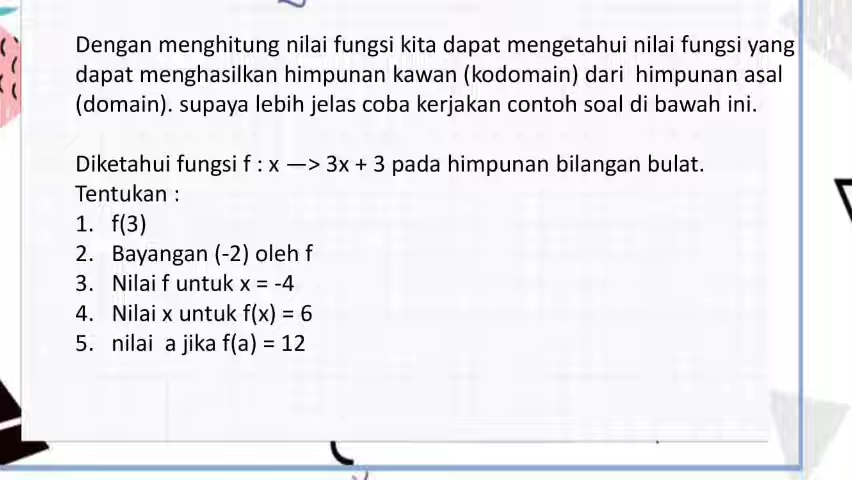 Dengan menghitung nilai fungsi kita dapat mengetahui nilai fungsi yang
dapat menghasilkan himpunan kawan (kodomain) dari himpunan asal
(domain). supaya lebih jelas coba kerjakan contoh soal di bawah ini.
Diketahui fungsi f : x —> 3x + 3 pada himpunan bilangan bulat.
Tentukan :
1. f(3)
2. Bayangan (-2) oleh f
3. Nilai f untuk x = -4
4. Nilai x untuk f(x) = 6
5. nilai a jika f(a) = 12